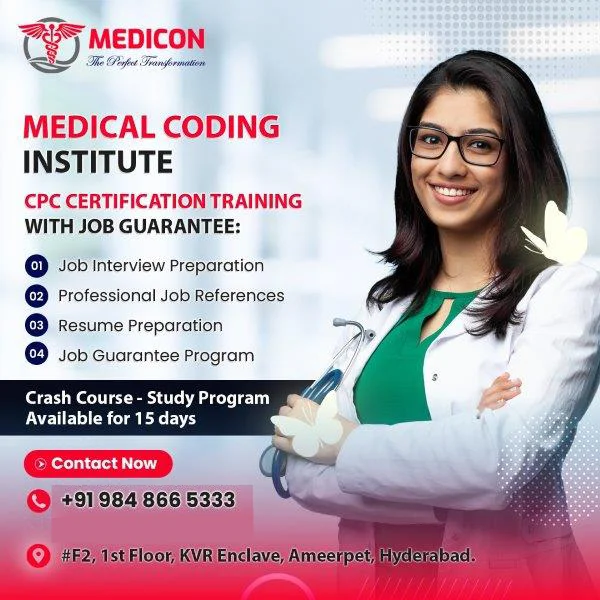 MEDICON
The Perfect Transformation
MEDICAL CODING
INSTITUTE
CPC CERTIFICATION TRAINING
WITH JOB GUARANTEE:
01 Job Interview Preparation
02 Professional Job References
03 Resume Preparation
04 Job Guarantee Program
Crash Course - Study Program
Available for 15 days
Contact Now
+91 984 866 5333
#F2, 1st Floor, KVR Enclave, Ameerpet, Hyderabad.